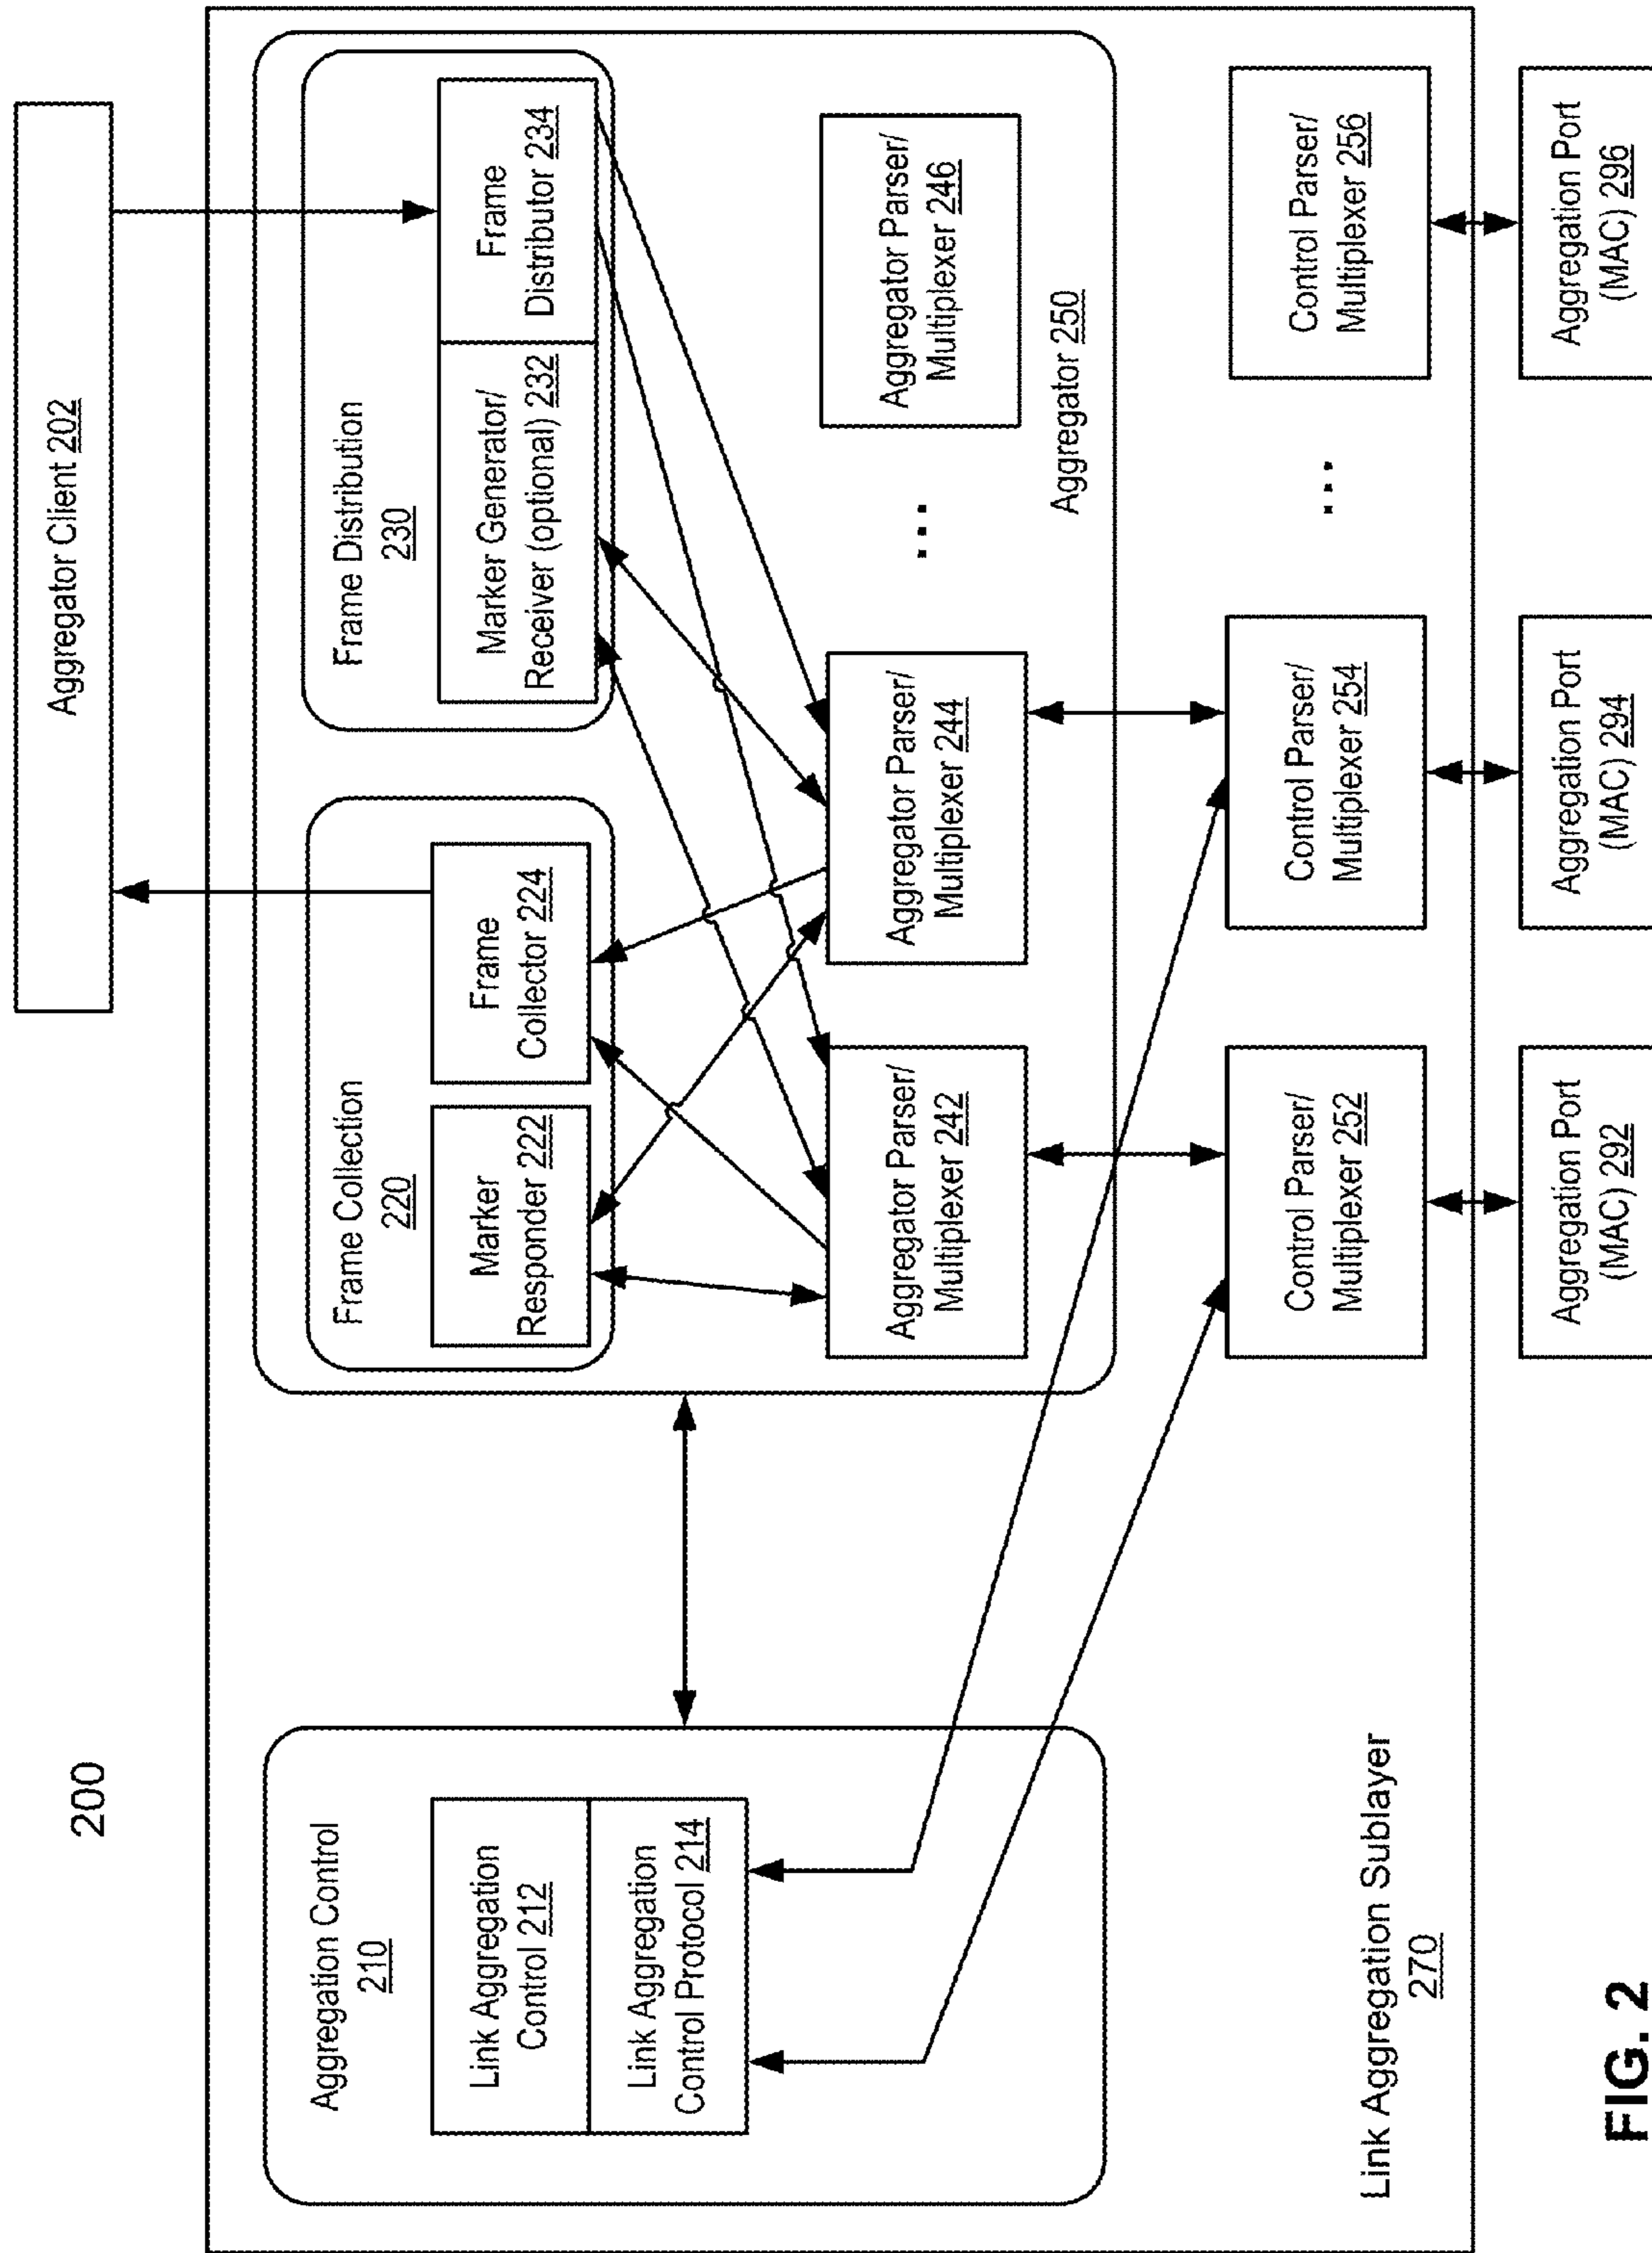 200
Aggregator Client 202
Aggregation Control
210
Link Aggregation
Control 212
Link Aggregation
Control Protocol 214
Frame Collection
220
Marker
Responder 222
Frame
Collector 224
Frame Distribution
230
Marker Generator/
Receiver (optional) 232
Frame
Distributor 234
Aggregator Parser/
Multiplexer 242
Aggregator Parser/
Multiplexer 244
...
Aggregator Parser/
Multiplexer 246
Aggregator 250
Control Parser/
Multiplexer 252
Control Parser/
Multiplexer 254
...
Control Parser/
Multiplexer 256
Link Aggregation Sublayer
270
Aggregation Port
(MAC) 292
Aggregation Port
(MAC) 294
Aggregation Port
(MAC) 296
FIG. 2